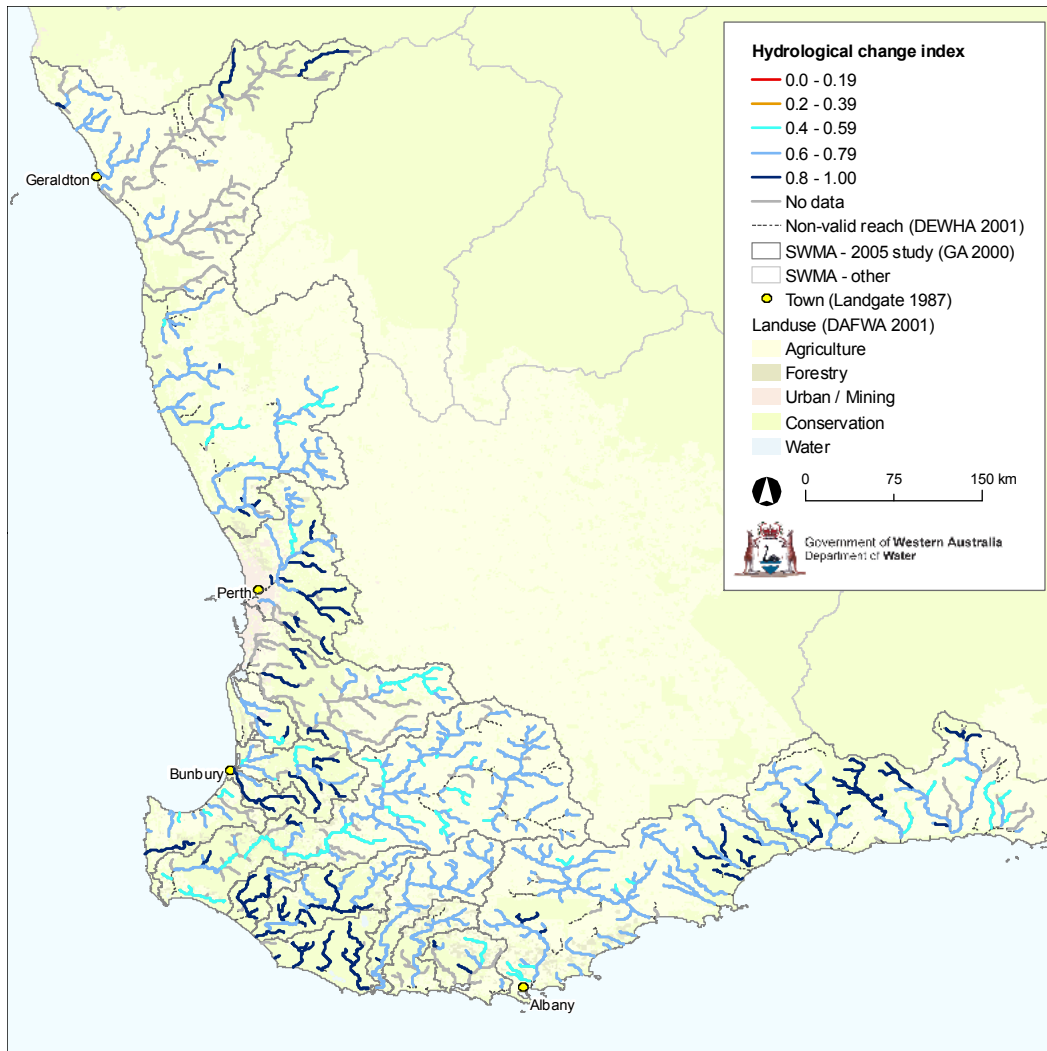 Hydrological change index
0.0 - 0.19
0.2 - 0.39
0.4 - 0.59
0.6 - 0.79
0.8 - 1.00
No data
Non-valid reach (DEWHA 2001)
SWMA - 2005 study (GA 2000)
SWMA - other
Town (Landgate 1987)
Landuse (DAFWA 2001)
Agriculture
Forestry
Urban / Mining
Conservation
Water
0 75 150 km
Government of Western Australia
Department of Water
Geraldton
Perth
Bunbury
Albany